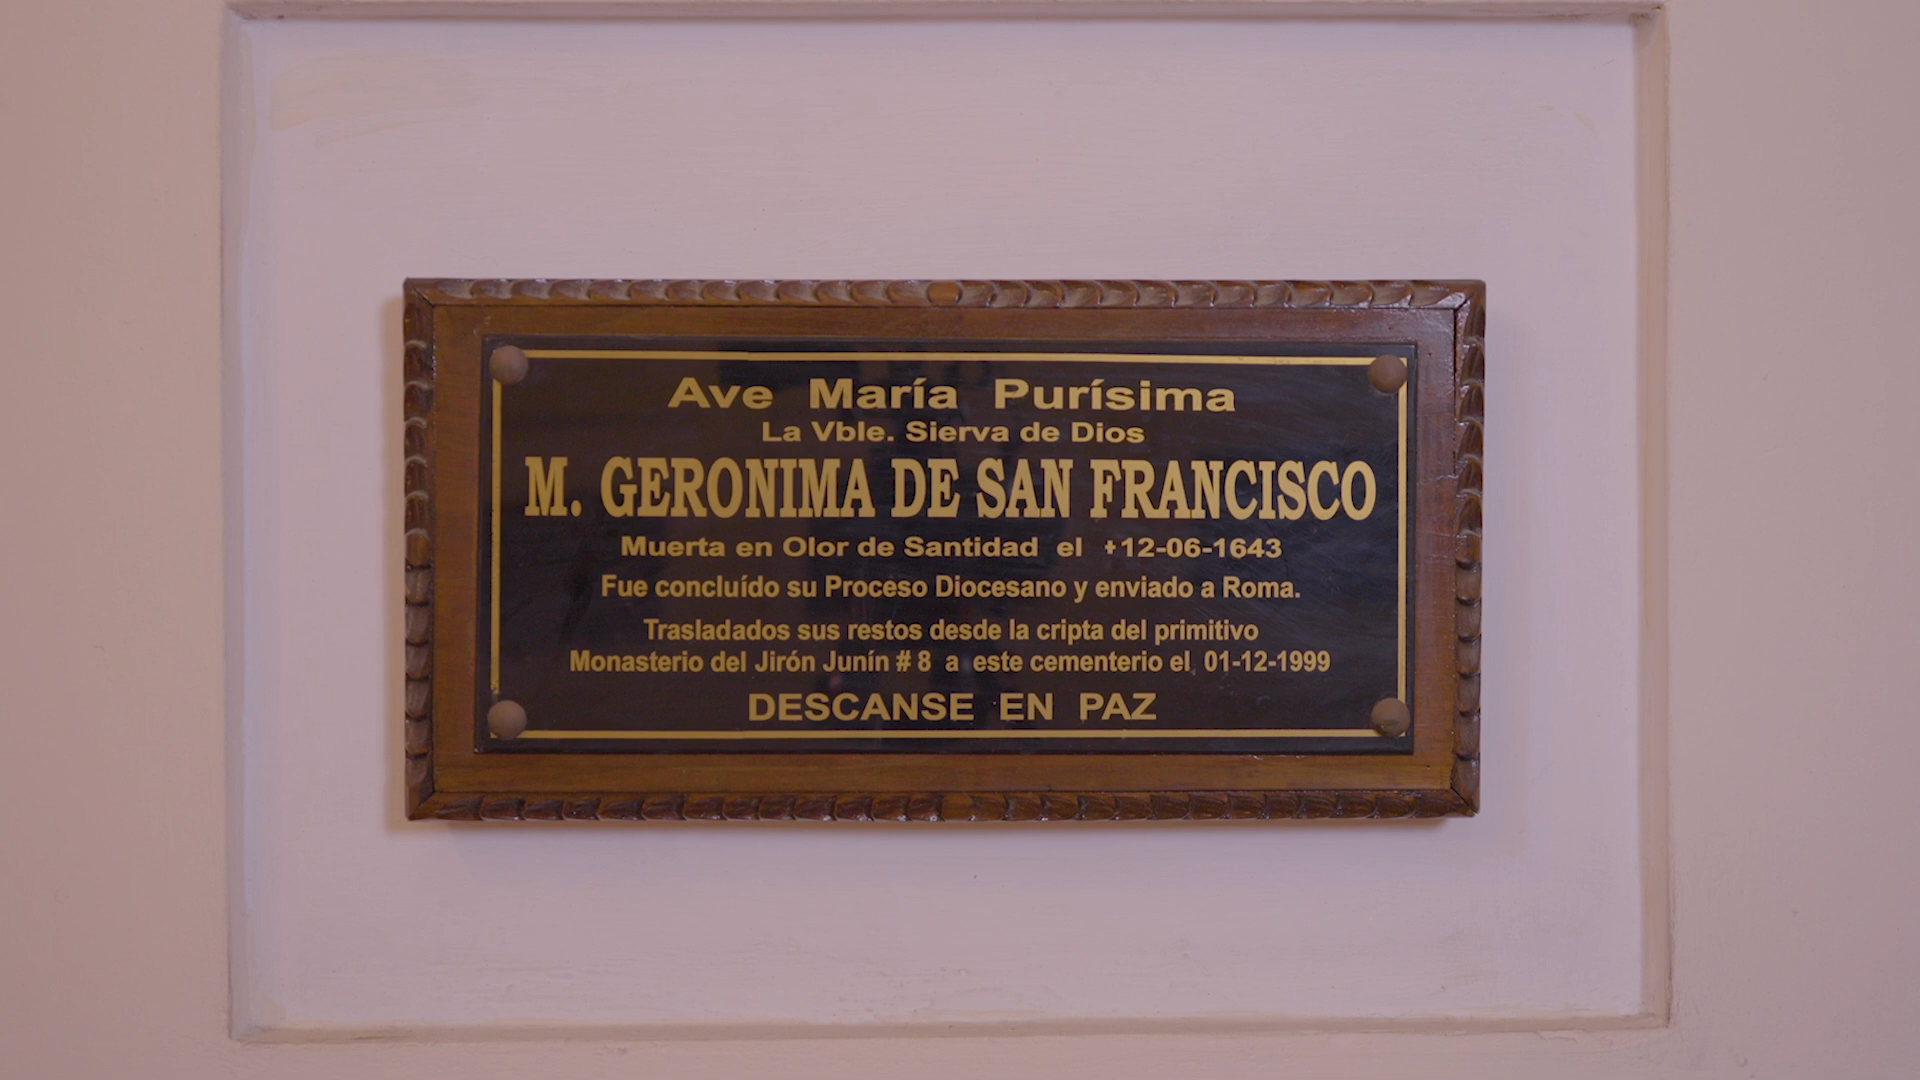 Ave María Purísima
La Vble. Sierva de Dios
M. GERONIMA DE SAN FRANCISCO
Muerta en Olor de Santidad el +12-06-1643
Fue concluído su Proceso Diocesano y enviado a Roma.
Trasladados sus restos desde la cripta del primitivo
Monasterio del Jirón Junín # 8 a este cementerio el 01-12-1999
DESCANSE EN PAZ